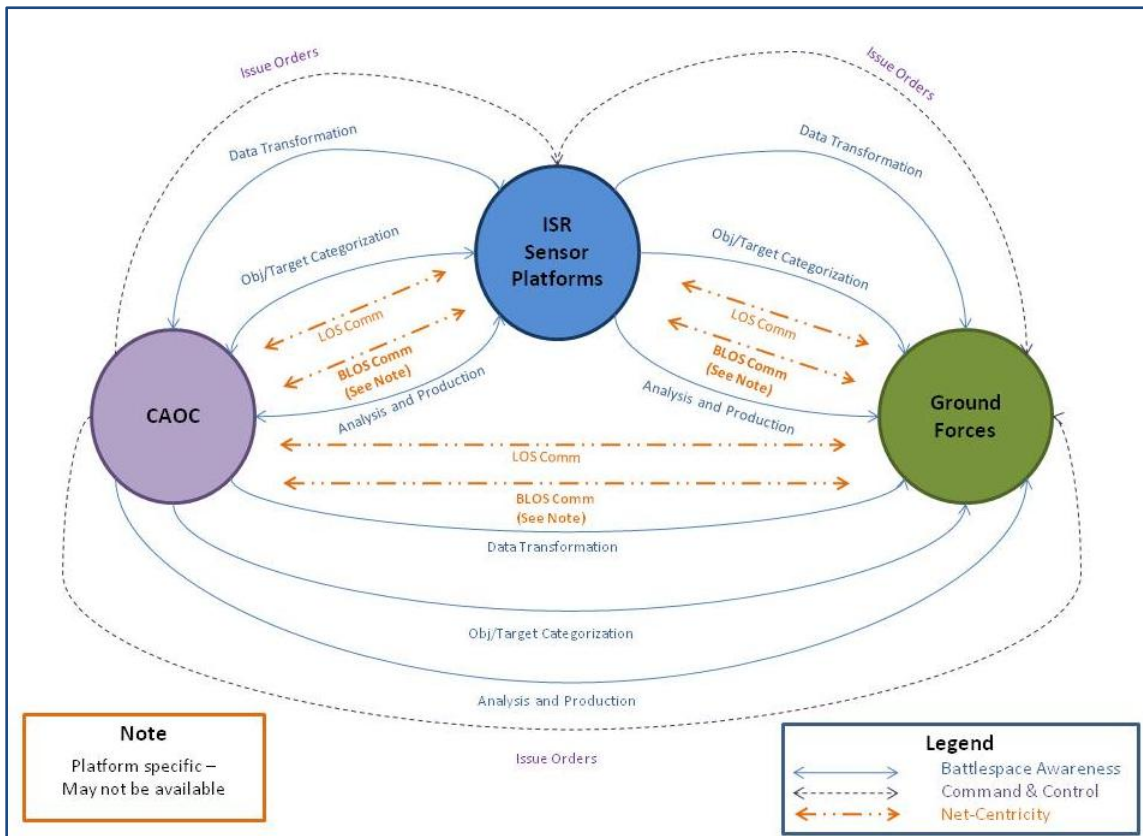 Issue Orders
Issue Orders
Data Transformation
Data Transformation
ISR
Sensor
Platforms
Obj/Target Categorization
Obj/Target Categorization
LOS Comm
LOS Comm
BLOS Comm
(See Note)
BLOS Comm
(See Note)
Analysis and Production
Analysis and Production
CAOC
Ground
Forces
LOS Comm
BLOS Comm
(See Note)
Data Transformation
Obj/Target Categorization
Analysis and Production
Issue Orders
Note
Platform specific –
May not be available
Legend
Battlespace Awareness
Command & Control
Net-Centricity